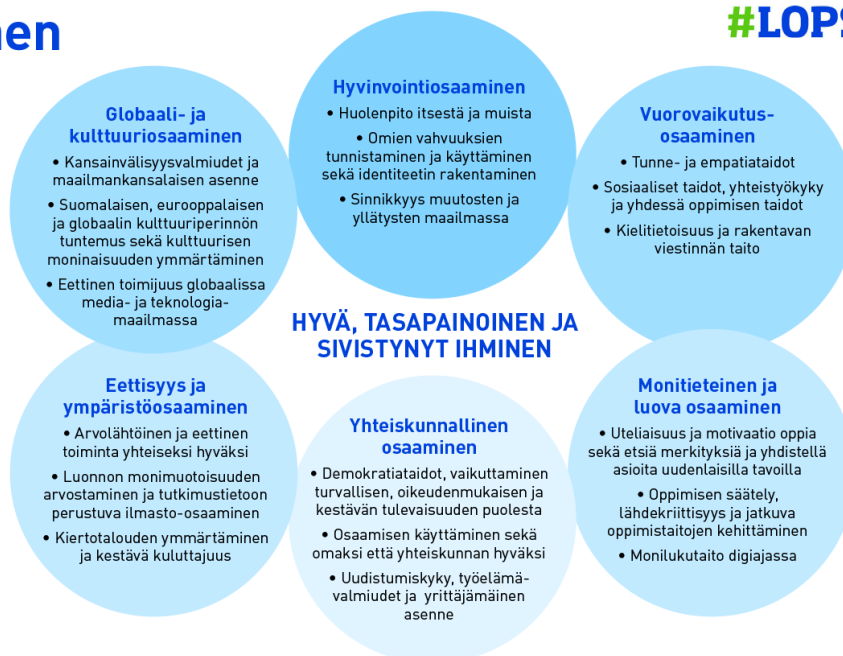 #LOPS
Hyvinvointiosaaminen
• Huolenpito itsestä ja muista
• Omien vahvuuksien
tunnistaminen ja käyttäminen
sekä identiteetin rakentaminen
• Sinnikkyys muutosten ja
yllätysten maailmassa
Globaali- ja
kulttuuriosaaminen
• Kansainvälisyysvalmiudet ja
maailmankansalaisen asenne
• Suomalaisen, eurooppalaisen
ja globaalin kulttuuriperinnön
tuntemus sekä kulttuurisen
moninaisuuden ymmärtäminen
• Eettinen toimijuus globaalissa
media- ja teknologia-
maailmassa
Vuorovaikutus-
osaaminen
• Tunne- ja empatiataidot
• Sosiaaliset taidot, yhteistyökyky
ja yhdessä oppimisen taidot
• Kielitietoisuus ja rakentavan
viestinnän taito
HYVÄ, TASAPAINOINEN JA
SIVISTYNYT IHMINEN
Eettisyys ja
ympäristöosaaminen
• Arvolähtöinen ja eettinen
toiminta yhteiseksi hyväksi
• Luonnon monimuotoisuuden
arvostaminen ja tutkimustietoon
perustuva ilmasto-osaaminen
• Kiertotalouden ymmärtäminen
ja kestävä kuluttajuus
Yhteiskunnallinen
osaaminen
• Demokratiataidot, vaikuttaminen
turvallisen, oikeudenmukaisen ja
kestävän tulevaisuuden puolesta
• Osaamisen käyttäminen sekä
omaksi että yhteiskunnan hyväksi
• Uudistumiskyky, työelämä-
valmiudet ja yrittäjämäinen
asenne
Monitieteinen ja
luova osaaminen
• Uteliaisuus ja motivaatio oppia
sekä etsiä merkityksiä ja yhdistellä
asioita uudenlaisilla tavoilla
• Oppimisen säätely,
lähdekriittisyys ja jatkuva
oppimistaitojen kehittäminen
• Monilukutaito digiajassa